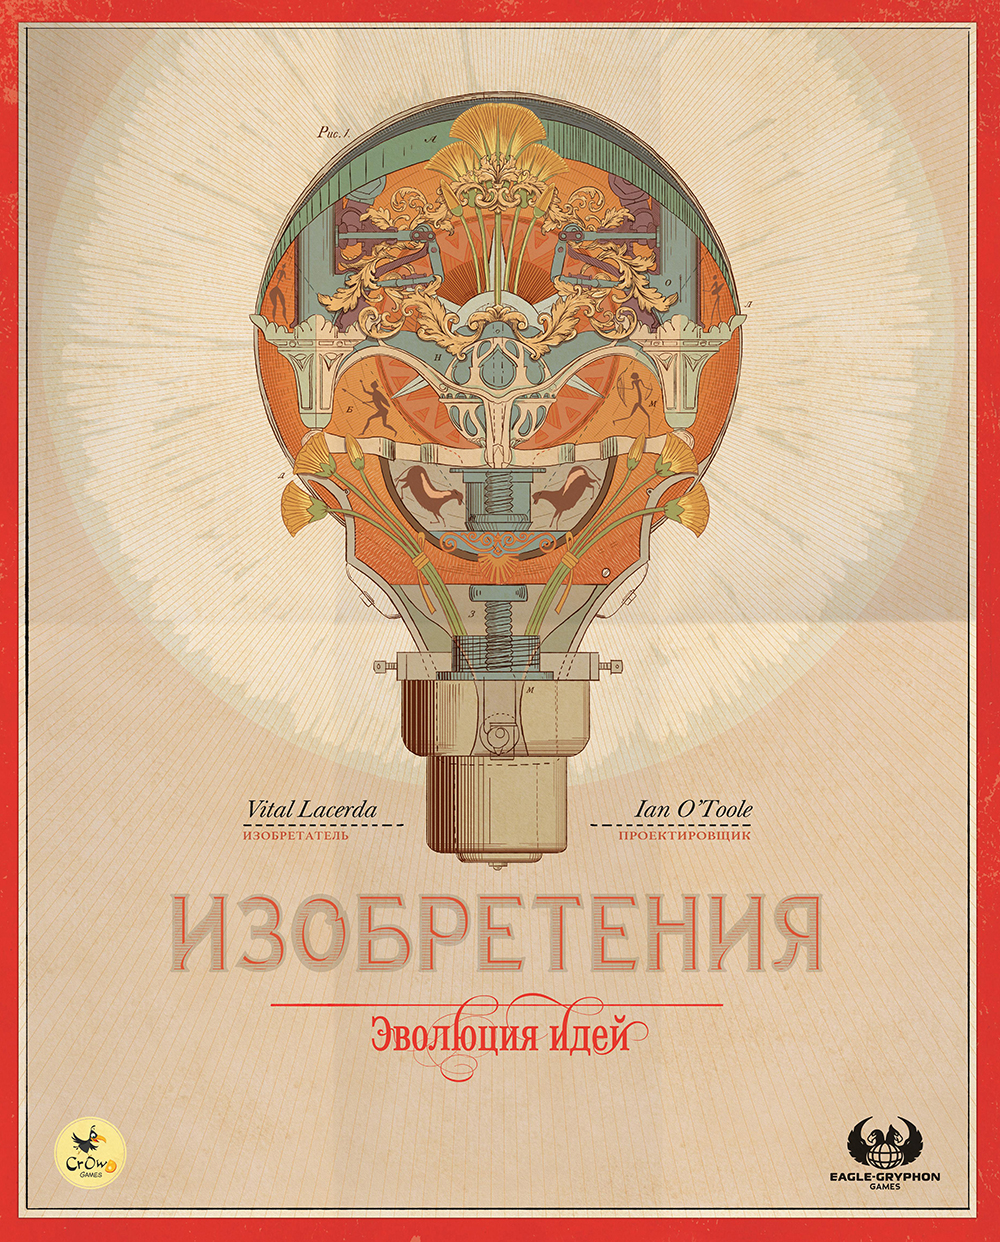 Рис. 1.
А
О
Л
Н
Б
М
д
З
М
Vital Lacerda
ИЗОБРЕТАТЕЛЬ
Ian O'Toole
ПРОЕКТИРОВЩИК
ИЗОБРЕТЕНИЯ
Эволюция идей
CrOwD
GAMES
EAGLE-GRYPHON
GAMES